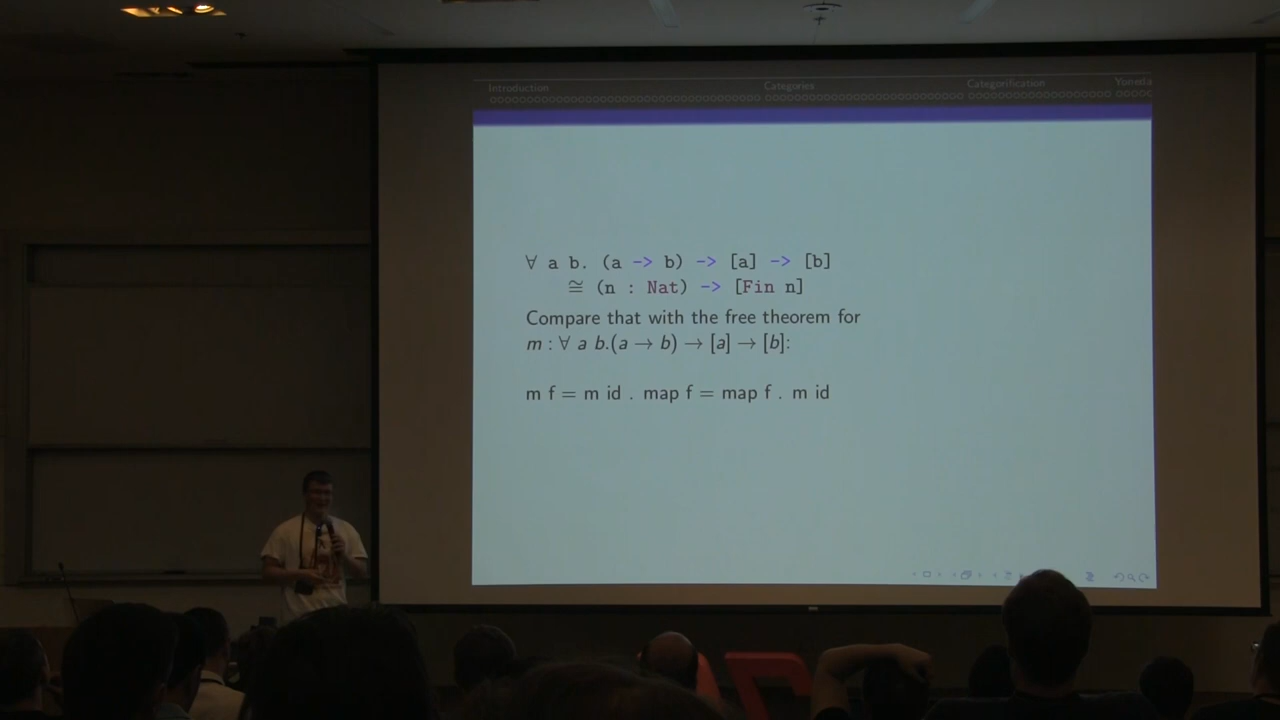 Introduction Categories Categorification Yoneda
∀ a b. (a -> b) -> [a] -> [b]
≅ (n : Nat) -> [Fin n]
Compare that with the free theorem for
m : ∀ a b.(a → b) → [a] → [b]:
m f = m id . map f = map f . m id